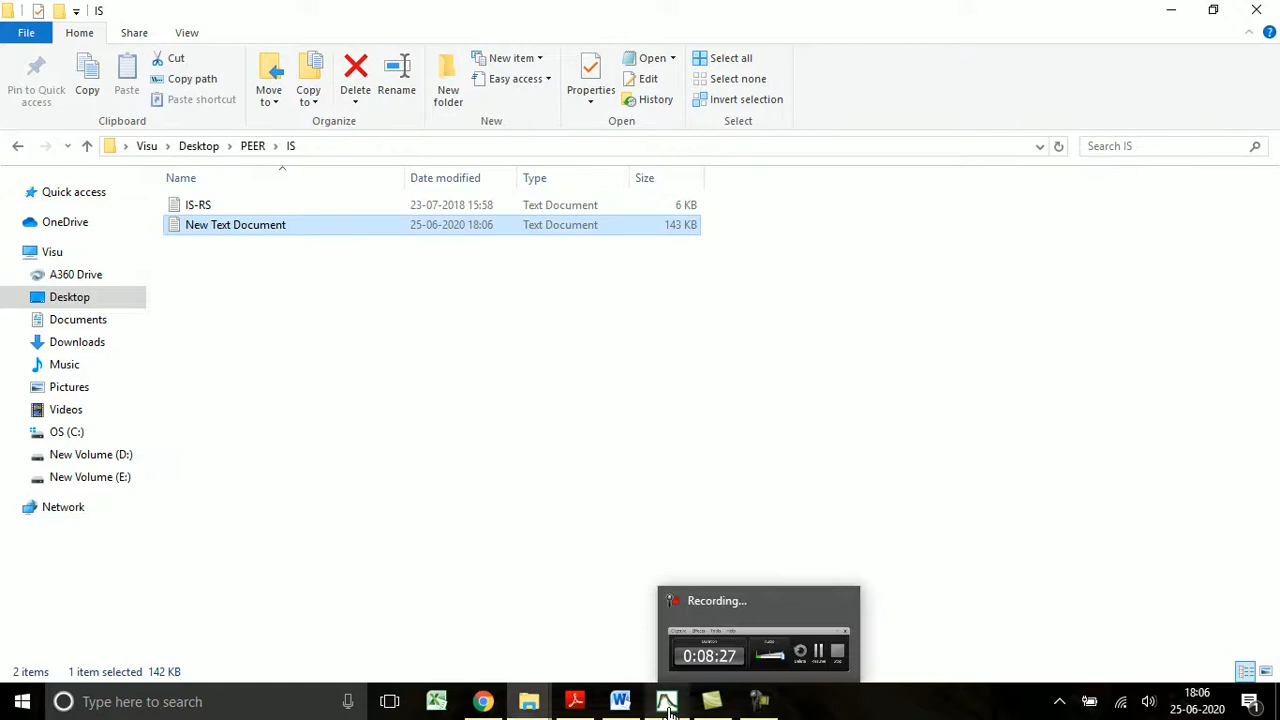 IS
File
Home
Share
View
Pin to Quick access
Copy
Paste
Cut
Copy path
Paste shortcut
Clipboard
Move to
Copy to
Delete
Rename
Organize
New folder
New item
Easy access
New
Properties
Open
Edit
History
Open
Select all
Select none
Invert selection
Select
Visu > Desktop > PEER > IS
Search IS
Name
Date modified
Type
Size
IS-RS 23-07-2018 15:58 Text Document 6 KB
New Text Document 25-06-2020 18:06 Text Document 143 KB
Quick access
OneDrive
Visu
A360 Drive
Desktop
Documents
Downloads
Music
Pictures
Videos
OS (C:)
New Volume (D:)
New Volume (E:)
Network
Recording...
0:08:27
2 items 1 item selected 142 KB
Type here to search
18:06
25-06-2020